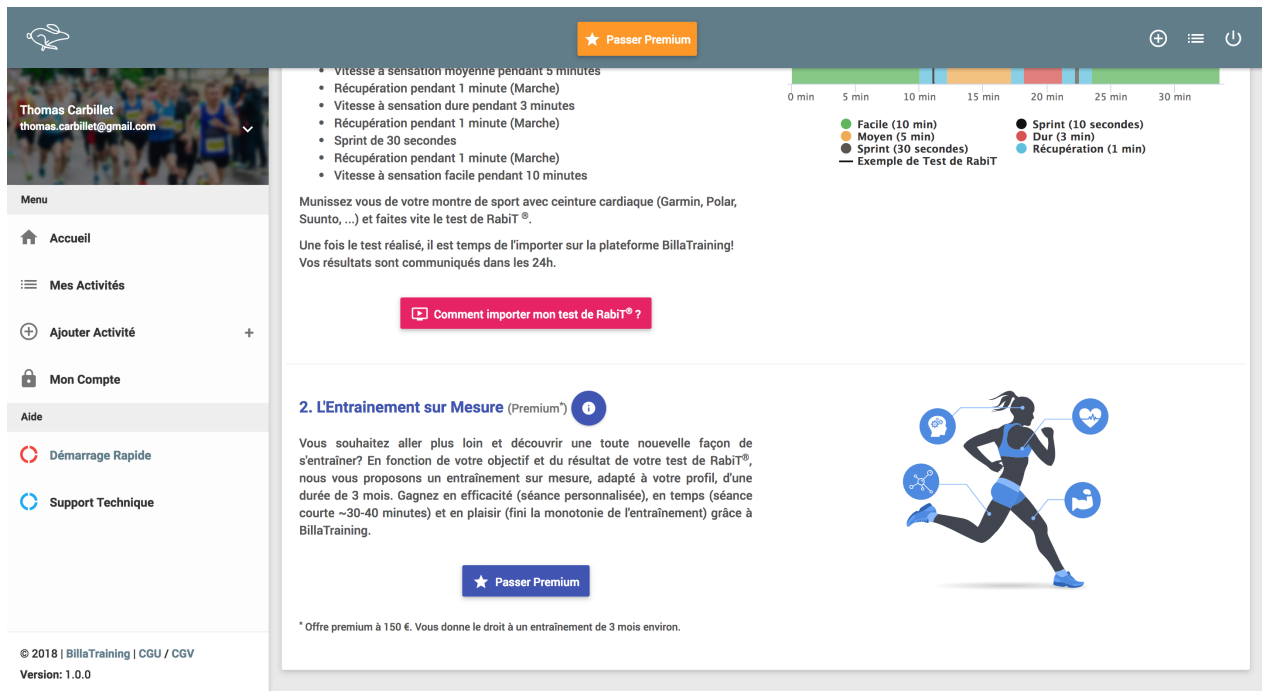 Passer Premium
Thomas Carbillet
thomas.carbillet@gmail.com
Menu
Accueil
Mes Activités
Ajouter Activité
+
Mon Compte
Aide
Démarrage Rapide
Support Technique
© 2018 | BillaTraining | CGU / CGV
Version: 1.0.0
Vitesse à sensation moyenne pendant 5 minutes
Récupération pendant 1 minute (Marche)
Vitesse à sensation dure pendant 3 minutes
Récupération pendant 1 minute (Marche)
Sprint de 30 secondes
Récupération pendant 1 minute (Marche)
Vitesse à sensation facile pendant 10 minutes
Munissez vous de votre montre de sport avec ceinture cardiaque (Garmin, Polar,
Suunto, ...) et faites vite le test de RabiT ®.
Une fois le test réalisé, il est temps de l'importer sur la plateforme BillaTraining!
Vos résultats sont communiqués dans les 24h.
Comment importer mon test de RabiT® ?
0 min 5 min 10 min 15 min 20 min 25 min 30 min
Facile (10 min)
Moyen (5 min)
Sprint (30 secondes)
Exemple de Test de RabiT
Sprint (10 secondes)
Dur (3 min)
Récupération (1 min)
2. L'Entrainement sur Mesure (Premium*)
Vous souhaitez aller plus loin et découvrir une toute nouevelle façon de
s'entraîner? En fonction de votre objectif et du résultat de votre test de RabiT®,
nous vous proposons un entraînement sur mesure, adapté à votre profil, d'une
durée de 3 mois. Gagnez en efficacité (séance personnalisée), en temps (séance
courte ~30-40 minutes) et en plaisir (fini la monotonie de l'entraînement) grâce à
BillaTraining.
Passer Premium
* Offre premium à 150 €. Vous donne le droit à un entraînement de 3 mois environ.